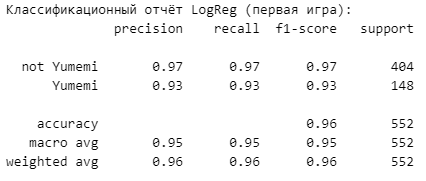 Классификационный отчёт LogReg (первая игра):
precision recall f1-score support
not Yumemi 0.97 0.97 0.97 404
Yumemi 0.93 0.93 0.93 148
accuracy 0.96 552
macro avg 0.95 0.95 0.95 552
weighted avg 0.96 0.96 0.96 552